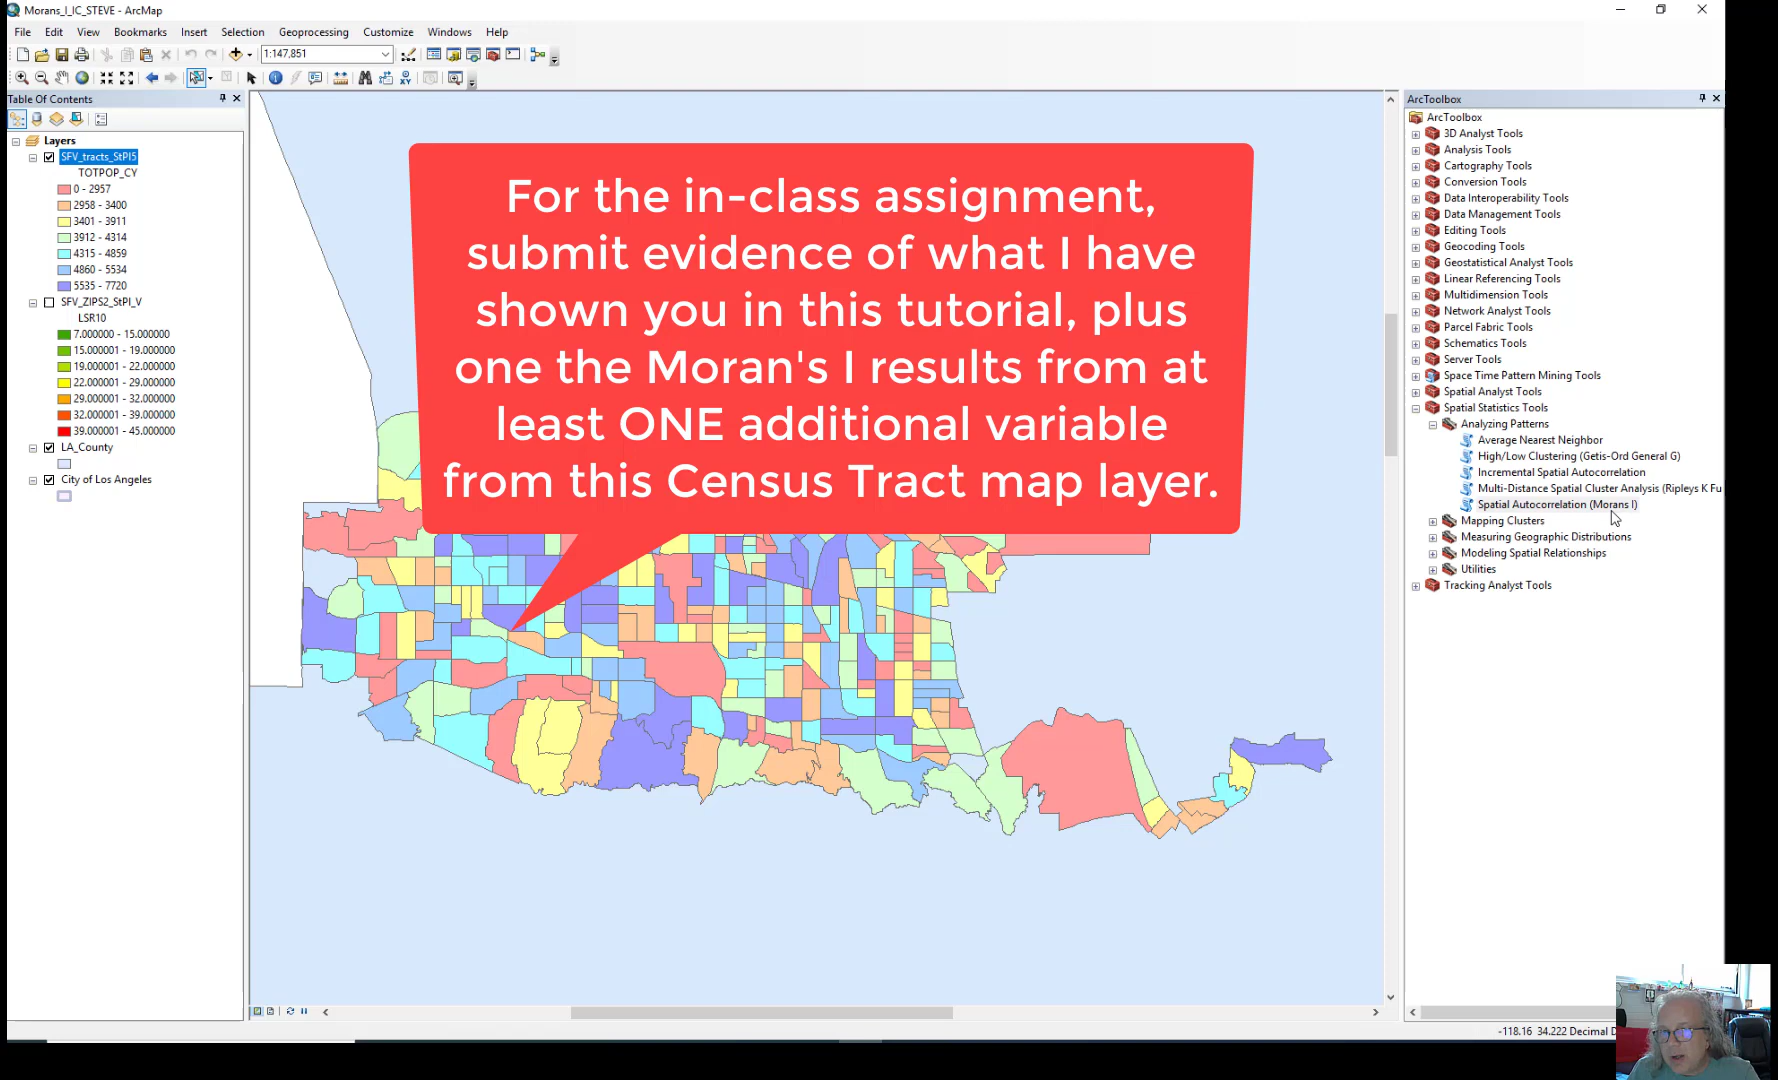 Morans_I_IC_STEVE - ArcMap
File Edit View Bookmarks Insert Selection Geoprocessing Customize Windows Help
1:147,851
Table Of Contents
Layers
SFV_tracts_StPI5
TOTPOP_CY
0 - 2957
2958 - 3400
3401 - 3911
3912 - 4314
4315 - 4859
4860 - 5534
5535 - 7720
SFV_ZIPS2_StPI_V
LSR10
7.000000 - 15.000000
15.000001 - 19.000000
19.000001 - 22.000000
22.000001 - 29.000000
29.000001 - 32.000000
32.000001 - 39.000000
39.000001 - 45.000000
LA_County
City of Los Angeles
For the in-class assignment,
submit evidence of what I have
shown you in this tutorial, plus
one the Moran's I results from at
least ONE additional variable
from this Census Tract map layer.
ArcToolbox
ArcToolbox
3D Analyst Tools
Analysis Tools
Cartography Tools
Conversion Tools
Data Interoperability Tools
Data Management Tools
Editing Tools
Geocoding Tools
Geostatistical Analyst Tools
Linear Referencing Tools
Multidimension Tools
Network Analyst Tools
Parcel Fabric Tools
Schematics Tools
Server Tools
Space Time Pattern Mining Tools
Spatial Analyst Tools
Spatial Statistics Tools
Analyzing Patterns
Average Nearest Neighbor
High/Low Clustering (Getis-Ord General G)
Incremental Spatial Autocorrelation
Multi-Distance Spatial Cluster Analysis (Ripleys K Fu
Spatial Autocorrelation (Morans I)
Mapping Clusters
Measuring Geographic Distributions
Modeling Spatial Relationships
Utilities
Tracking Analyst Tools
-118.16 34.222 Decimal D